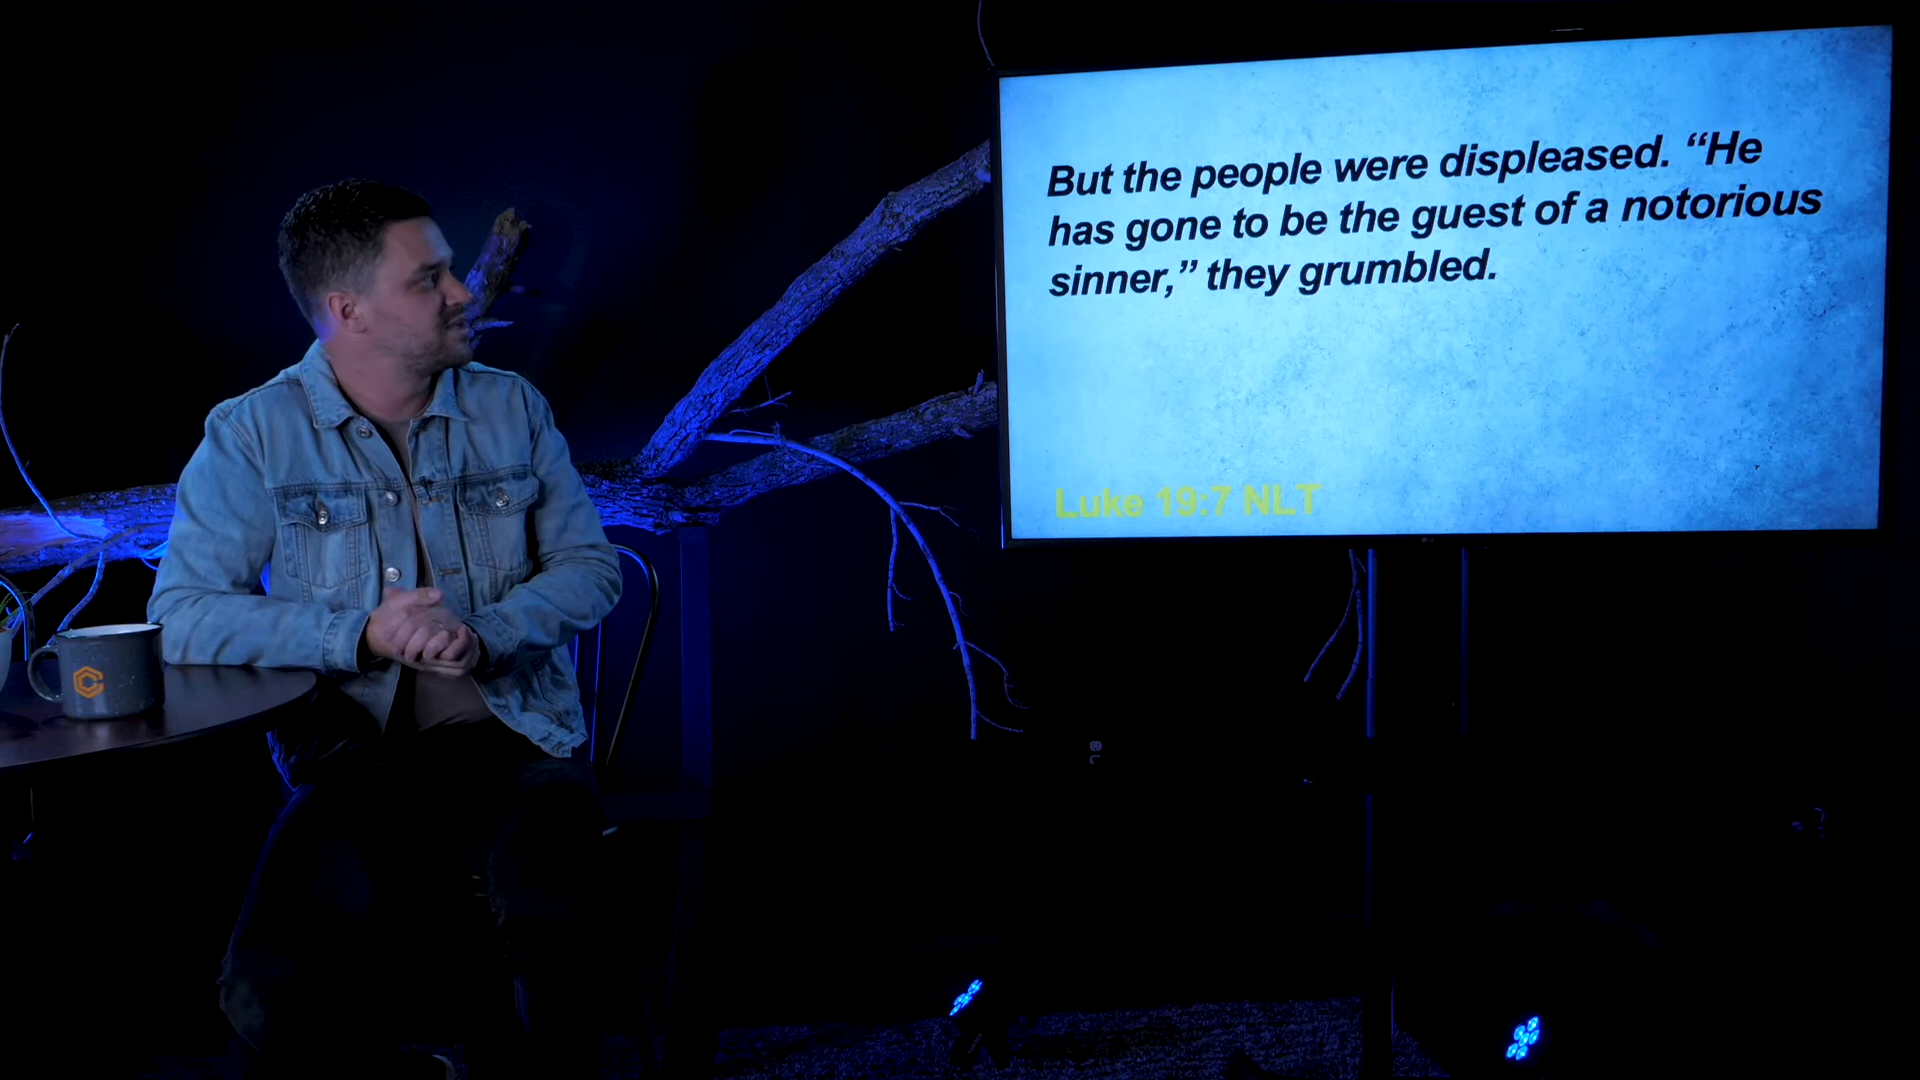 But the people were displeased. “He
has gone to be the guest of a notorious
sinner,” they grumbled.
Luke 19:7 NLT